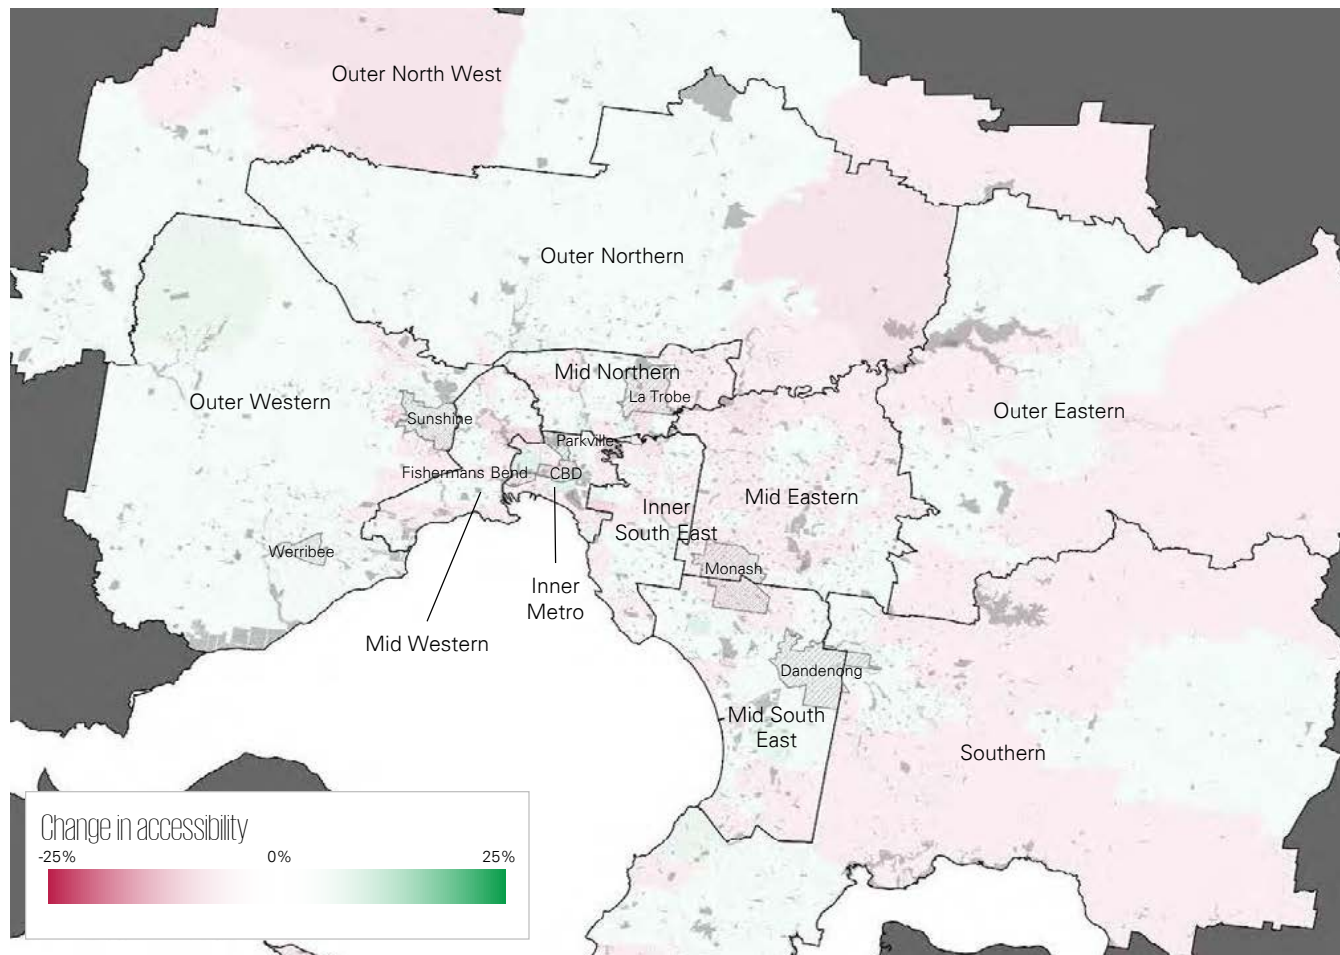 Outer North West
Outer Northern
Mid Northern
La Trobe
Outer Western
Sunshine
Parkville
Outer Eastern
Fishermans Bend
CBD
Mid Eastern
Inner
South East
Werribee
Monash
Inner
Metro
Mid Western
Dandenong
Mid South
East
Southern
Change in accessibility
-25%
0%
25%